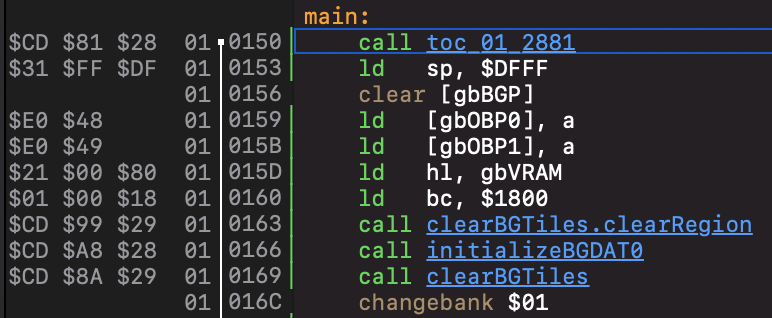 main:
$CD $81 $28 01 0150 call toc_01_2881
$31 $FF $DF 01 0153 ld sp, $DFFF
01 0156 clear [gbBGP]
$E0 $48 01 0159 ld [gbOBP0], a
$E0 $49 01 015B ld [gbOBP1], a
$21 $00 $80 01 015D ld hl, gbVRAM
$01 $00 $18 01 0160 ld bc, $1800
$CD $99 $29 01 0163 call clearBGTiles.clearRegion
$CD $A8 $28 01 0166 call initializeBGDAT0
$CD $8A $29 01 0169 call clearBGTiles
01 016C changebank $01